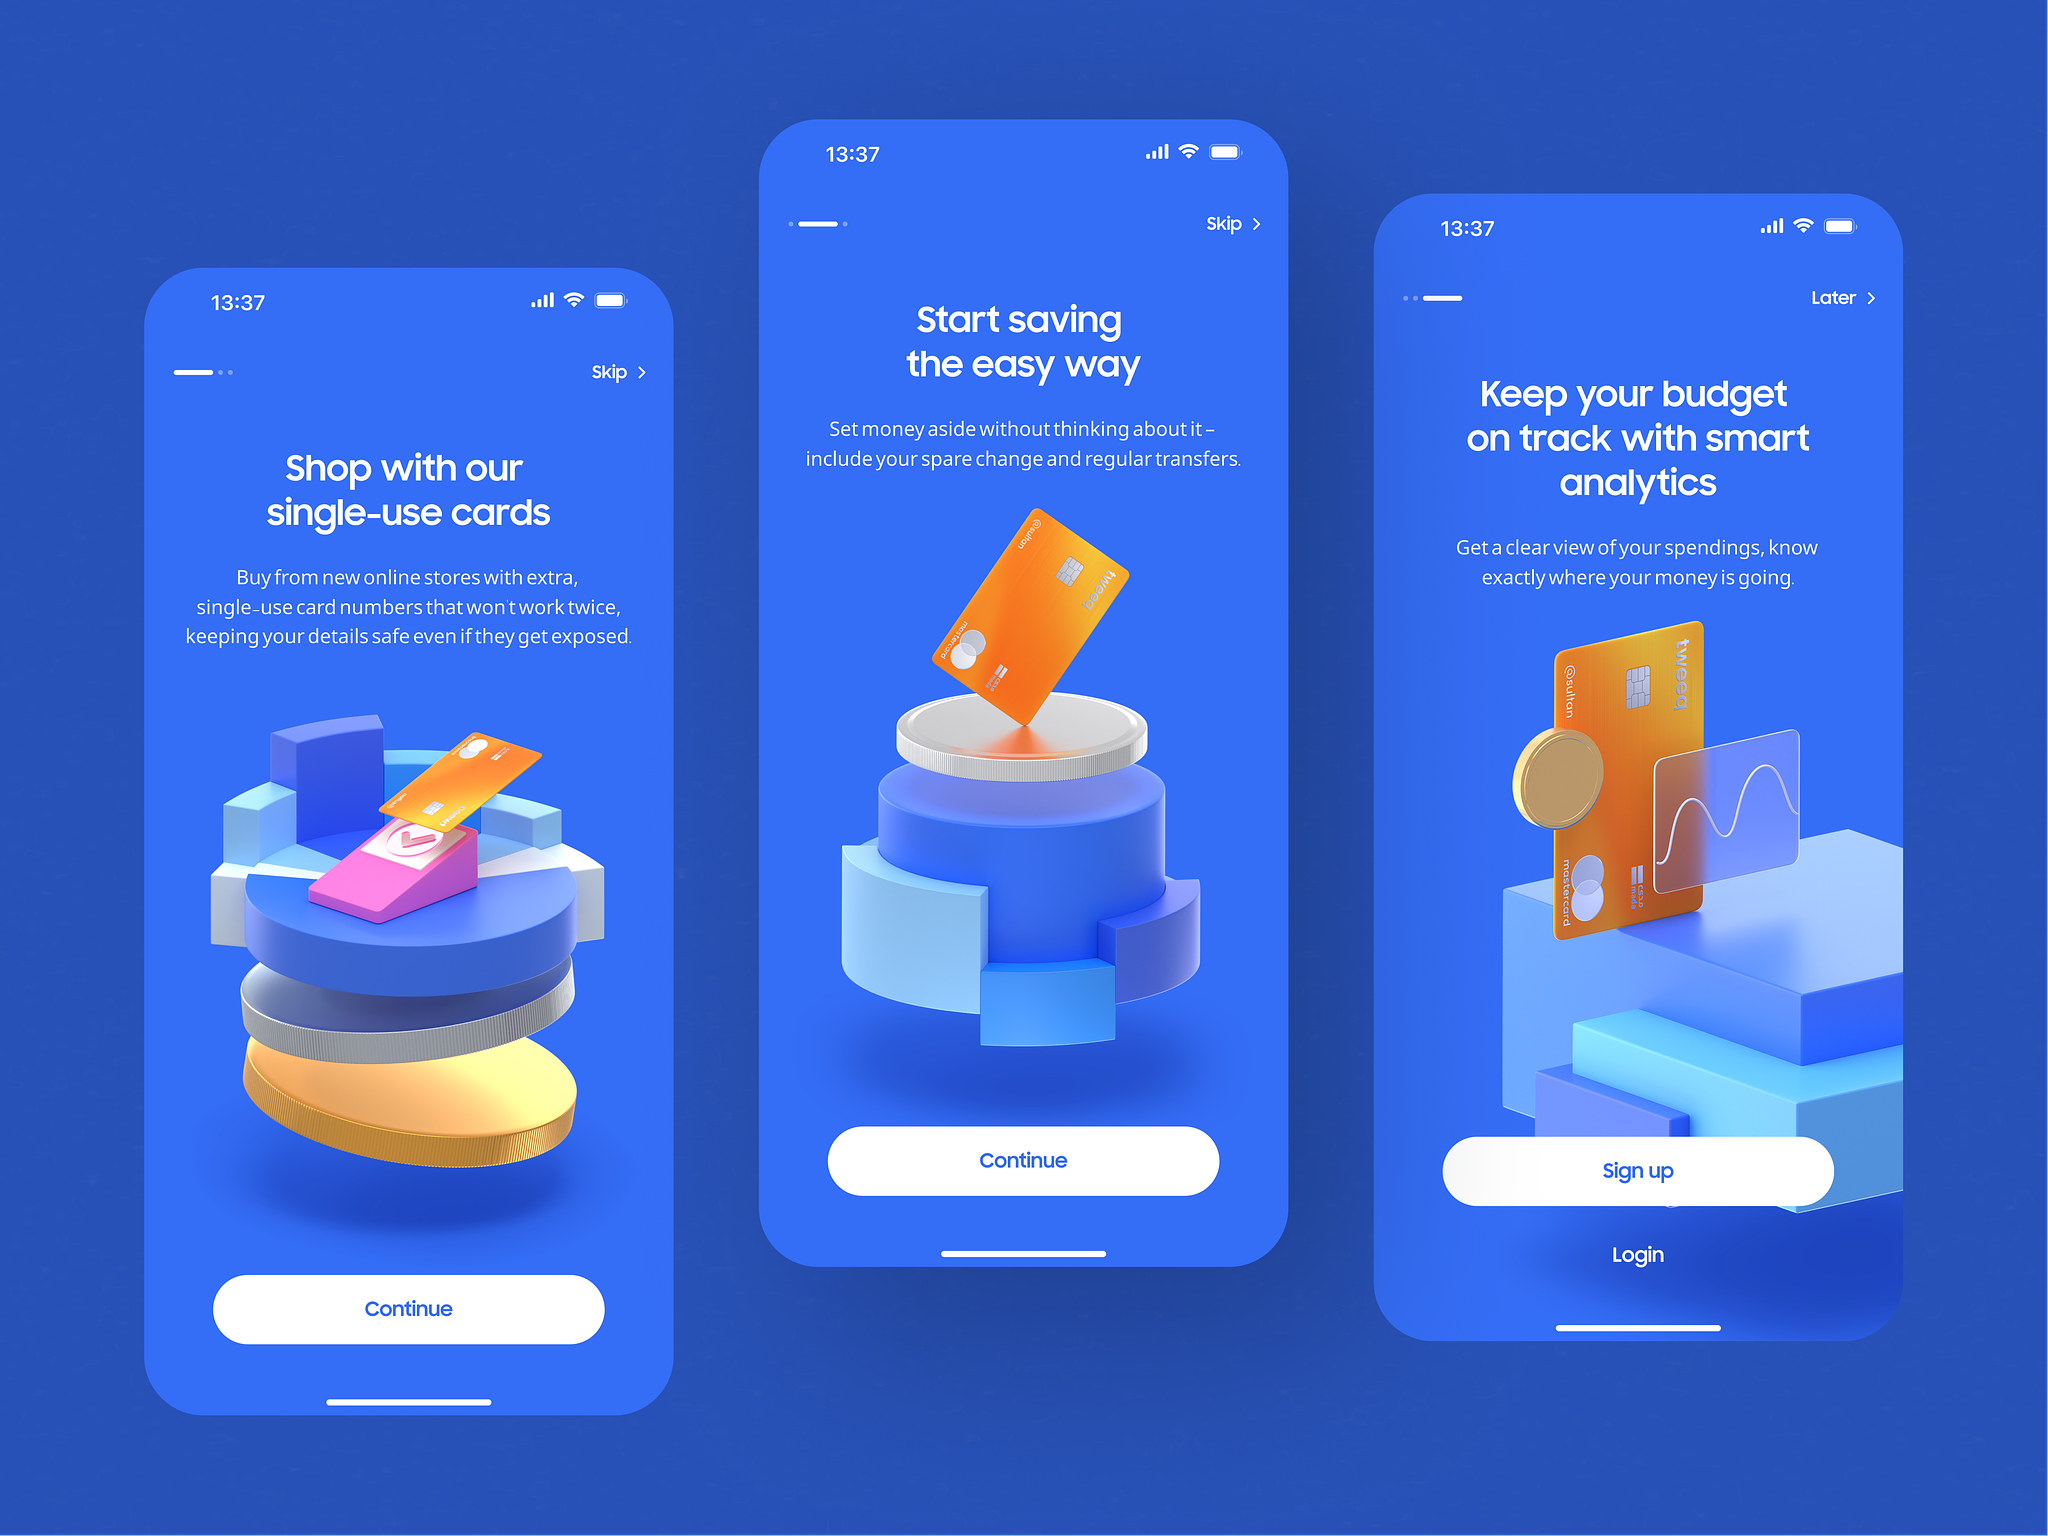 13:37
Skip
Shop with our
single-use cards
Buy from new online stores with extra,
single-use card numbers that won't work twice,
keeping your details safe even if they get exposed.
tweeq
Continue
13:37
Skip
Start saving
the easy way
Set money aside without thinking about it –
include your spare change and regular transfers.
@sultan
tweeq
mastercard
Continue
13:37
Later
Keep your budget
on track with smart
analytics
Get a clear view of your spendings, know
exactly where your money is going.
tweeq
@sultan
mastercard
mada
Sign up
Login